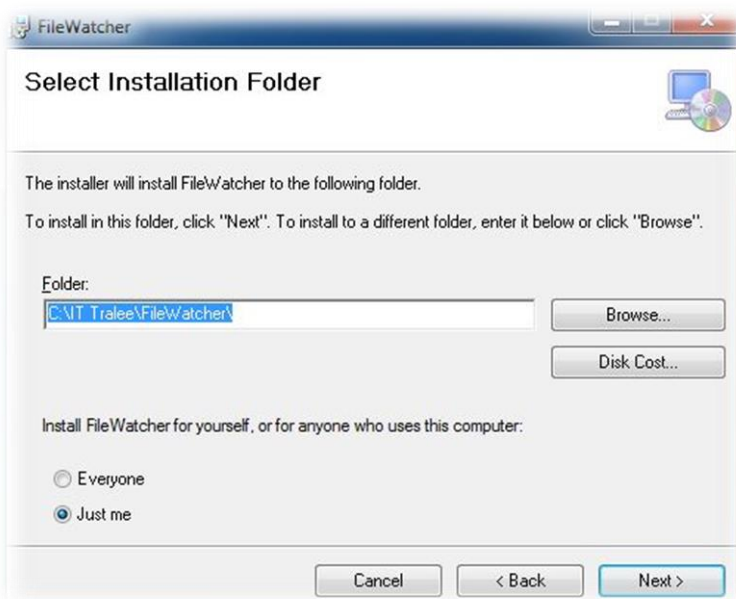 FileWatcher
Select Installation Folder
The installer will install FileWatcher to the following folder.
To install in this folder, click "Next". To install to a different folder, enter it below or click "Browse".
Folder:
C:\IT Tralee\FileWatcher\
Browse...
Disk Cost...
Install FileWatcher for yourself, or for anyone who uses this computer:
Everyone
Just me
Cancel
< Back
Next >